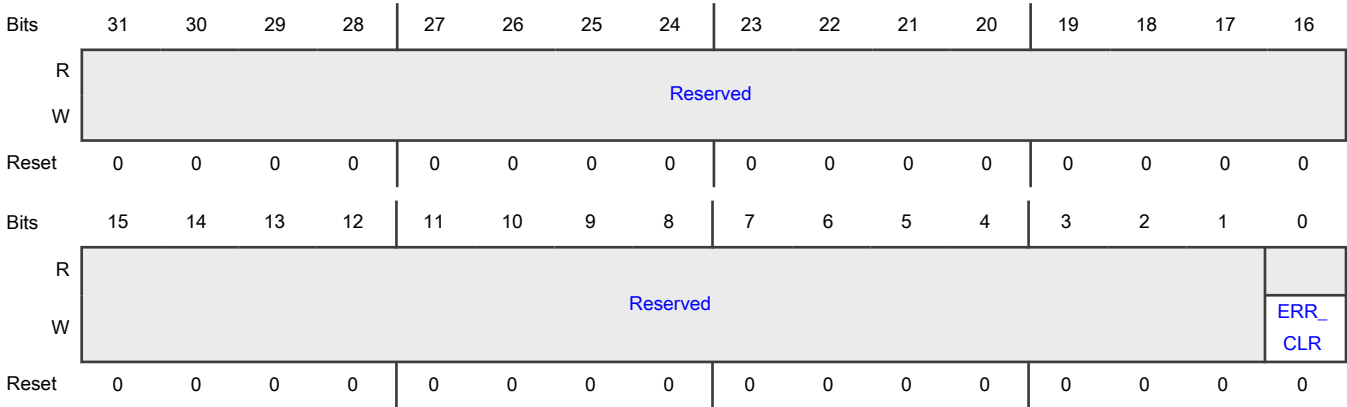 Bits 31 30 29 28 27 26 25 24 23 22 21 20 19 18 17 16
R
Reserved
W
Reset 0 0 0 0 0 0 0 0 0 0 0 0 0 0 0 0
Bits 15 14 13 12 11 10 9 8 7 6 5 4 3 2 1 0
R
Reserved
W ERR_
CLR
Reset 0 0 0 0 0 0 0 0 0 0 0 0 0 0 0 0